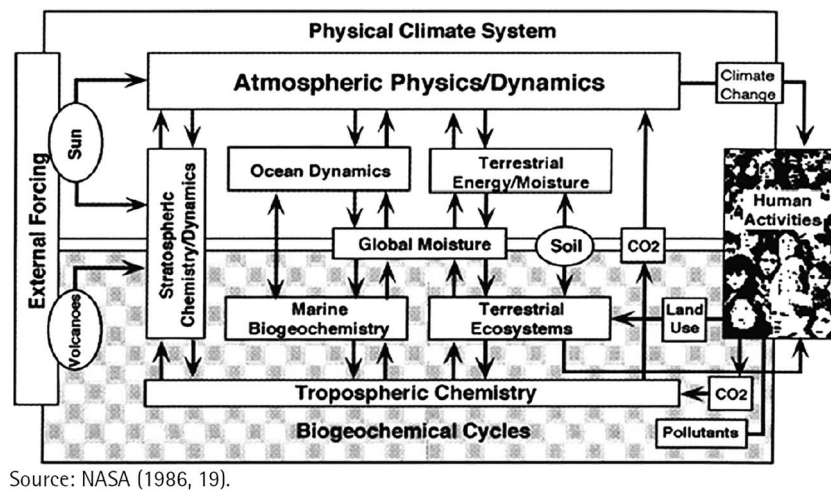 Physical Climate System
Atmospheric Physics/Dynamics
Climate
Change
External Forcing
Sun
Stratospheric
Chemistry/Dynamics
Ocean Dynamics
Terrestrial
Energy/Moisture
Human
Activities
Global Moisture
Soil
CO2
Volcanoes
Marine
Biogeochemistry
Terrestrial
Ecosystems
Land
Use
Tropospheric Chemistry
CO2
Biogeochemical Cycles
Pollutants
Source: NASA (1986, 19).